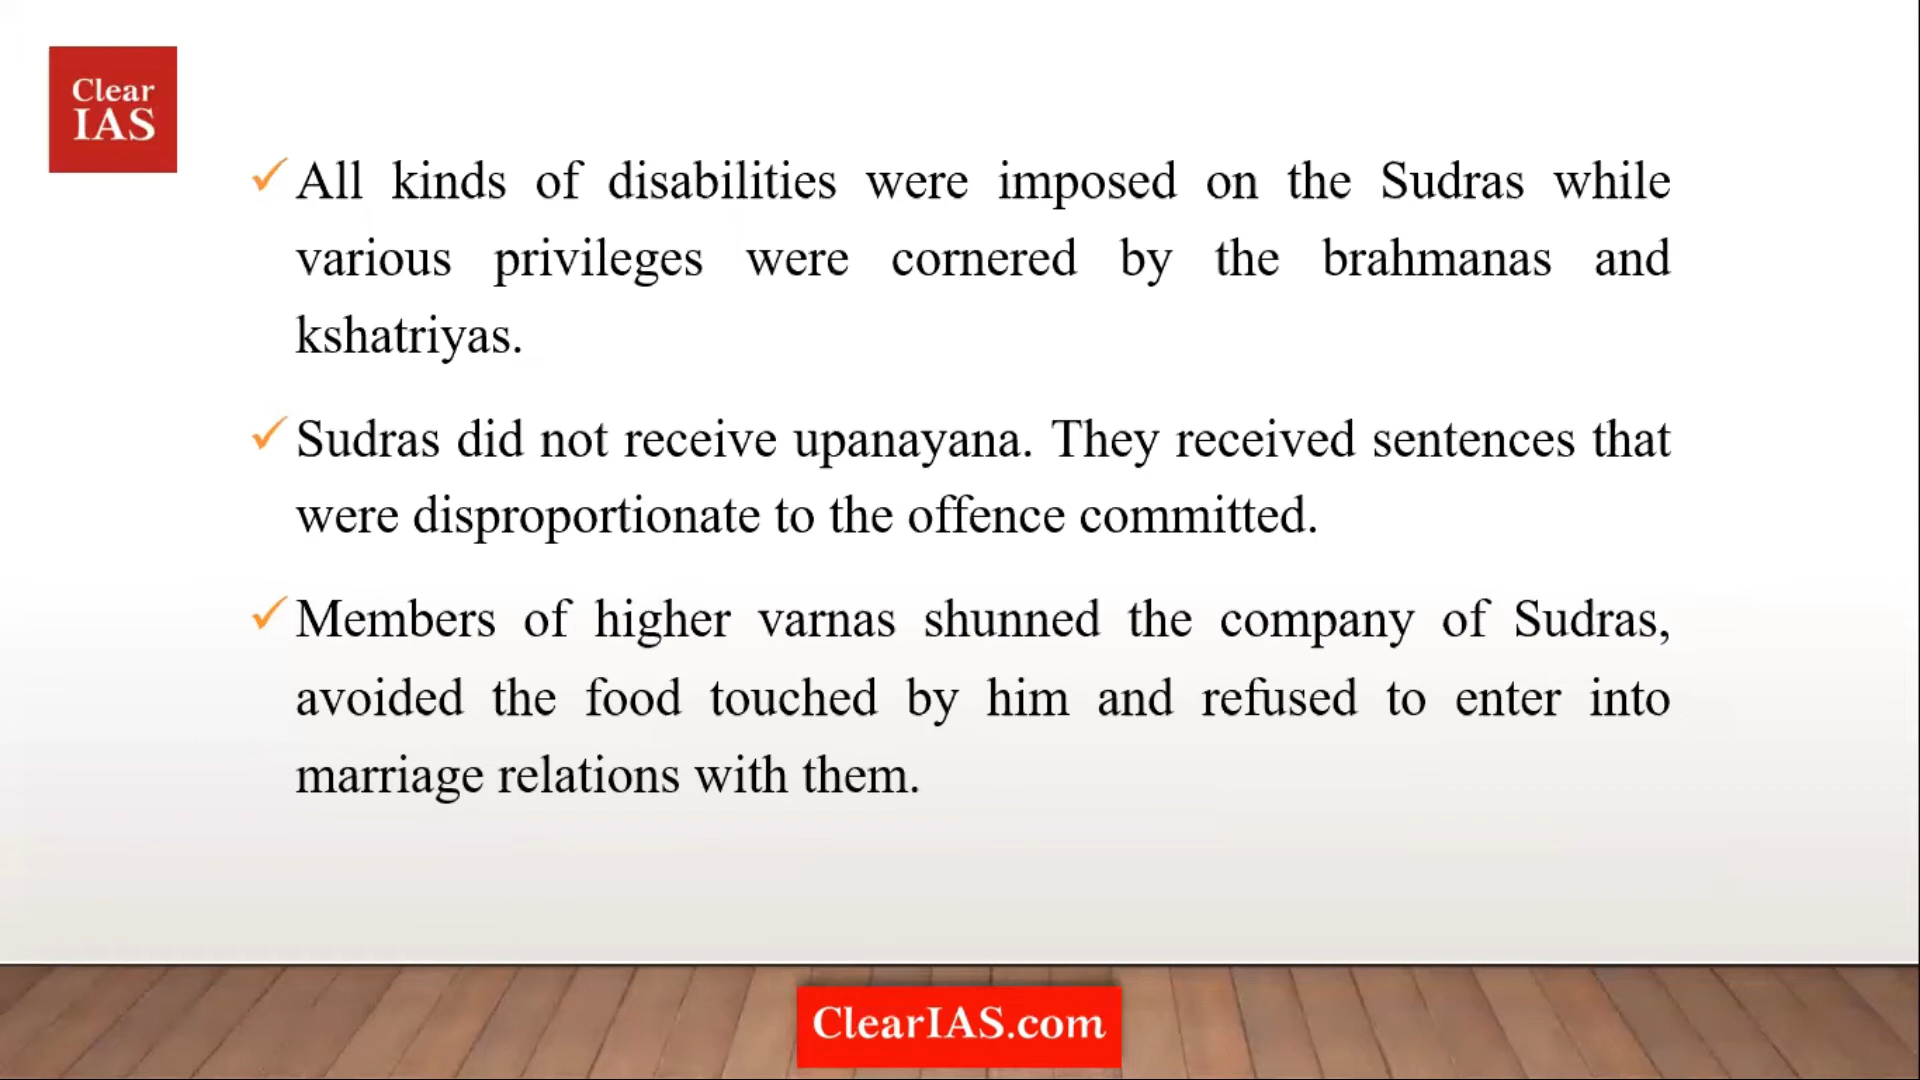 Clear
IAS
✓ All kinds of disabilities were imposed on the Sudras while
various privileges were cornered by the brahmanas and
kshatriyas.
✓ Sudras did not receive upanayana. They received sentences that
were disproportionate to the offence committed.
✓ Members of higher varnas shunned the company of Sudras,
avoided the food touched by him and refused to enter into
marriage relations with them.
ClearIAS.com